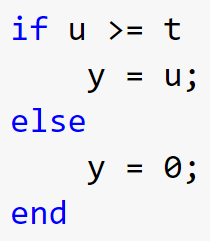 if u >= t
    y = u;
else
    y = 0;
end